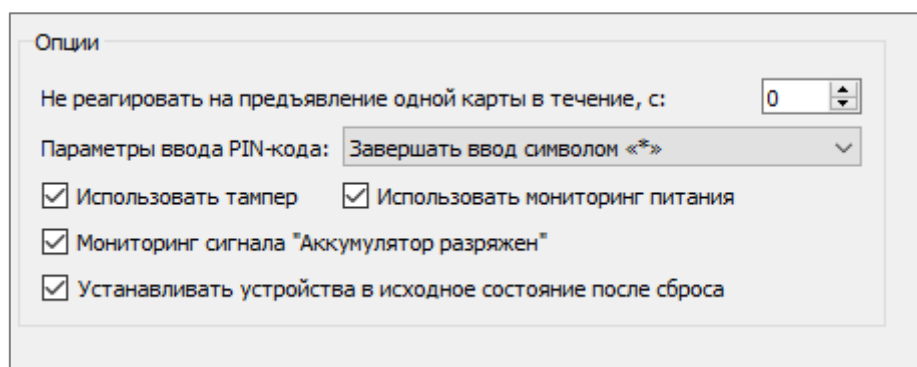 Опции
Не реагировать на предъявление одной карты в течение, с: 0
Параметры ввода PIN-кода: Завершать ввод символом «*»
Использовать тампер Использовать мониторинг питания
Мониторинг сигнала "Аккумулятор разряжен"
Устанавливать устройства в исходное состояние после сброса